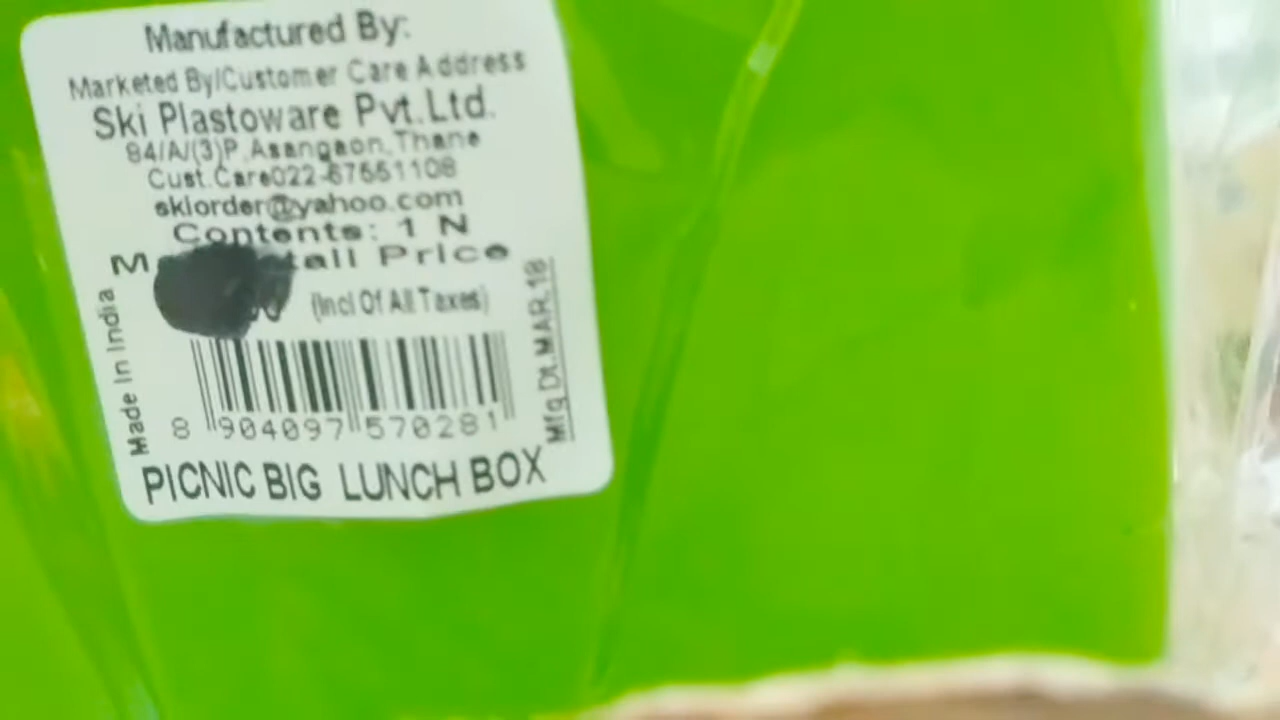 Manufactured By:
Marketed By/Customer Care Address
Ski Plastoware Pvt.Ltd.
84/A/(3)P,Asangaon,Thane
Cust.Care022-67661108
skiorder@yahoo.com
Contents: 1 N
Price
(Incl Of All Taxes)
Made In India
Mfg.Dt.MAR.18
8 904097 570281
PICNIC BIG LUNCH BOX